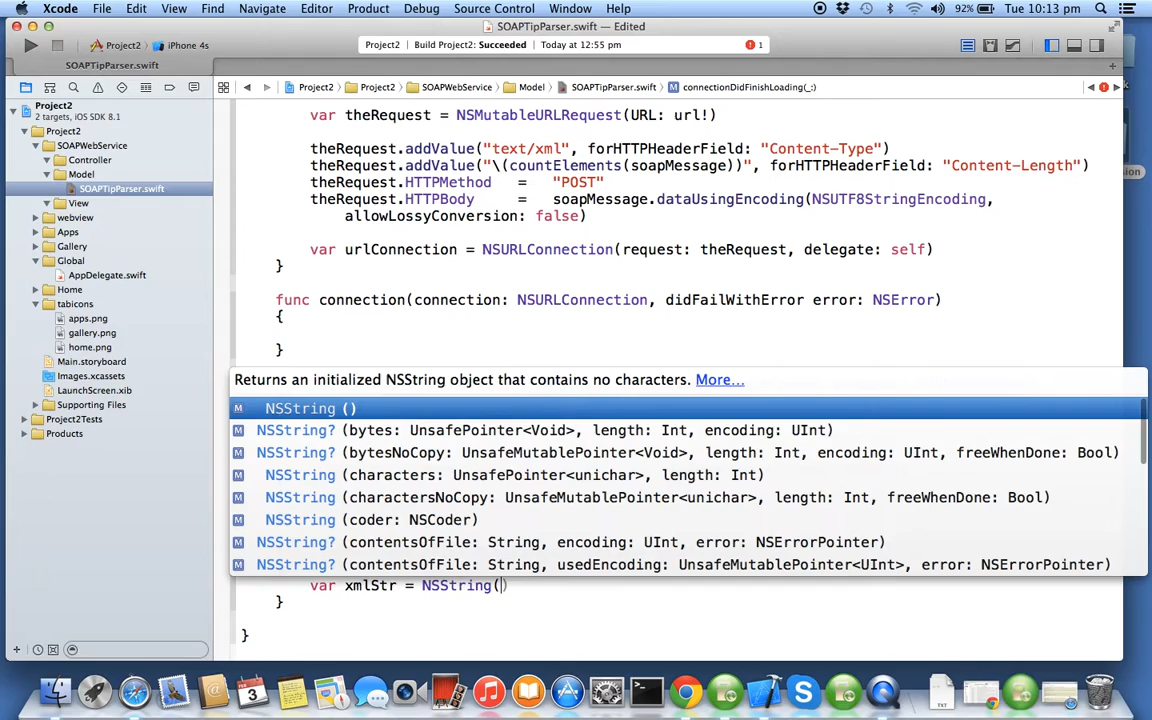 Xcode File Edit View Find Navigate Editor Product Debug Source Control Window Help 92% Tue 10:13 pm
SOAPTipParser.swift — Edited
Project2 iPhone 4s
Project2 Build Project2: Succeeded Today at 12:55 pm 1
SOAPTipParser.swift
Project2 Project2 SOAPWebService Model SOAPTipParser.swift M connectionDidFinishLoading(_:)
Project2
2 targets, iOS SDK 8.1
Project2
SOAPWebService
Controller
Model
SOAPTipParser.swift
View
webview
Apps
Gallery
Global
AppDelegate.swift
Home
tabicons
apps.png
gallery.png
home.png
Main.storyboard
Images.xcassets
LaunchScreen.xib
Supporting Files
Project2Tests
Products
var theRequest = NSMutableURLRequest(URL: url!)
theRequest.addValue("text/xml", forHTTPHeaderField: "Content-Type")
theRequest.addValue("\(countElements(soapMessage))", forHTTPHeaderField: "Content-Length")
theRequest.HTTPMethod = "POST"
theRequest.HTTPBody = soapMessage.dataUsingEncoding(NSUTF8StringEncoding,
allowLossyConversion: false)
var urlConnection = NSURLConnection(request: theRequest, delegate: self)
}
func connection(connection: NSURLConnection, didFailWithError error: NSError)
{
}
Returns an initialized NSString object that contains no characters. More...
M NSString ()
M NSString? (bytes: UnsafePointer<Void>, length: Int, encoding: UInt)
M NSString? (bytesNoCopy: UnsafeMutablePointer<Void>, length: Int, encoding: UInt, freeWhenDone: Bool)
M NSString (characters: UnsafePointer<unichar>, length: Int)
M NSString (charactersNoCopy: UnsafeMutablePointer<unichar>, length: Int, freeWhenDone: Bool)
M NSString (coder: NSCoder)
M NSString? (contentsOfFile: String, encoding: UInt, error: NSErrorPointer)
M NSString? (contentsOfFile: String, usedEncoding: UnsafeMutablePointer<UInt>, error: NSErrorPointer)
var xmlStr = NSString()
}
}
sion
FEB
3
TXT